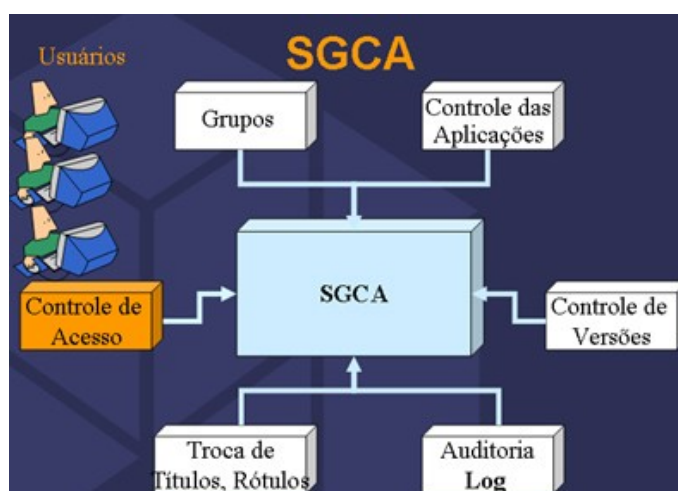 Usuários
SGCA
Grupos
Controle das
Aplicações
SGCA
Controle de
Acesso
Controle de
Versões
Troca de
Títulos, Rótulos
Auditoria
Log